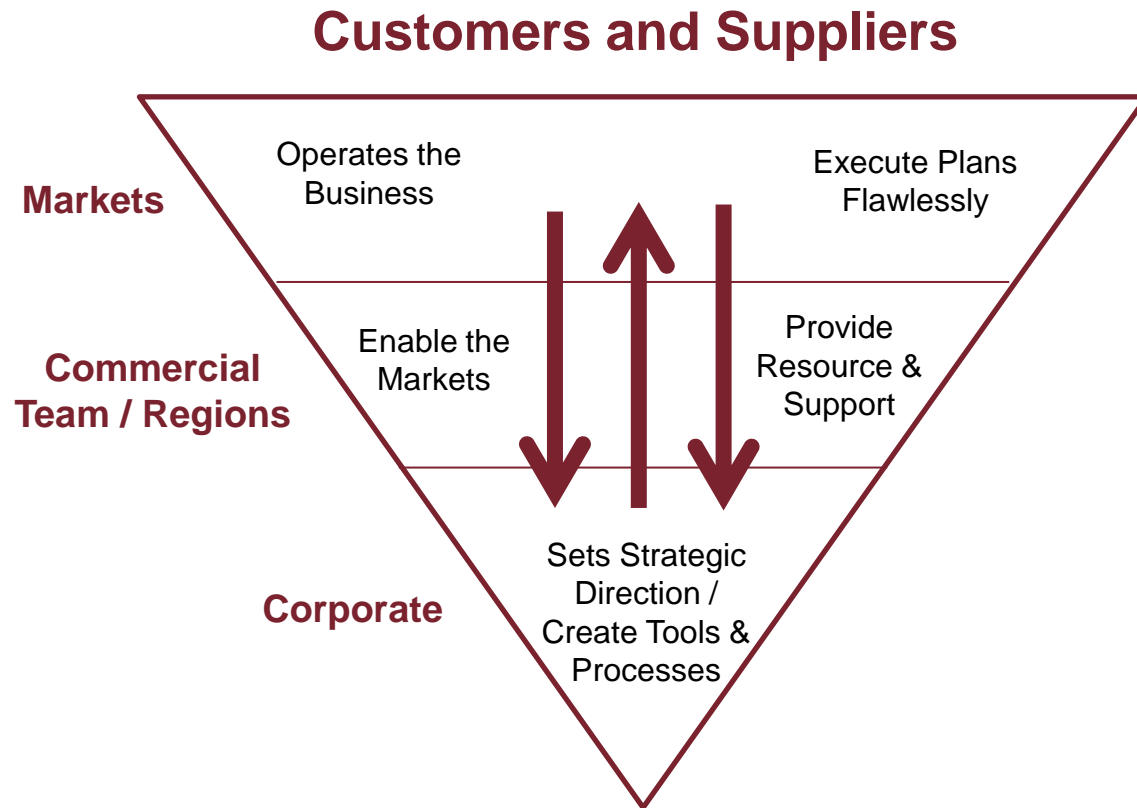 Customers and Suppliers
Markets
Operates the
Business
Execute Plans
Flawlessly
Commercial
Team / Regions
Enable the
Markets
Provide
Resource &
Support
Corporate
Sets Strategic
Direction /
Create Tools &
Processes